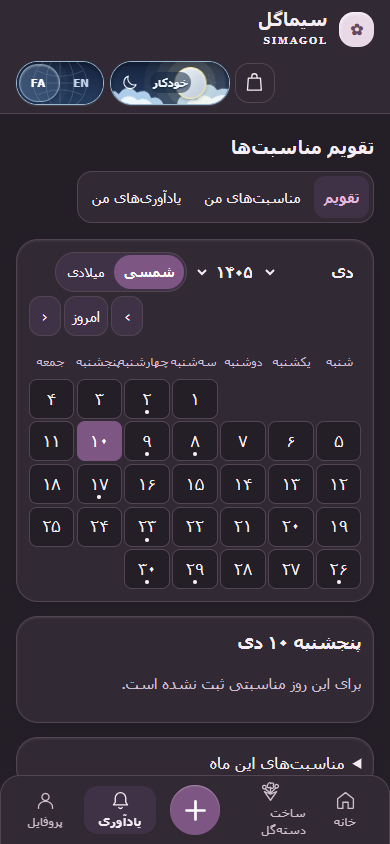 سیماگل
SIMAGOL
خودکار
FA EN
تقویم مناسبت‌ها
تقویم مناسبت‌های من یادآوری‌های من
دی ۱۴۰۵ شمسی میلادی
امروز
شنبه یکشنبه دوشنبه سه‌شنبه چهارشنبه پنجشنبه جمعه
۱ ۲ ۳ ۴
۵ ۶ ۷ ۸ ۹ ۱۰ ۱۱
۱۲ ۱۳ ۱۴ ۱۵ ۱۶ ۱۷ ۱۸
۱۹ ۲۰ ۲۱ ۲۲ ۲۳ ۲۴ ۲۵
۲۶ ۲۷ ۲۸ ۲۹ ۳۰
پنجشنبه ۱۰ دی
برای این روز مناسبتی ثبت نشده است.
مناسبت‌های این ماه
خانه ساخت دسته‌گل + یادآوری پروفایل